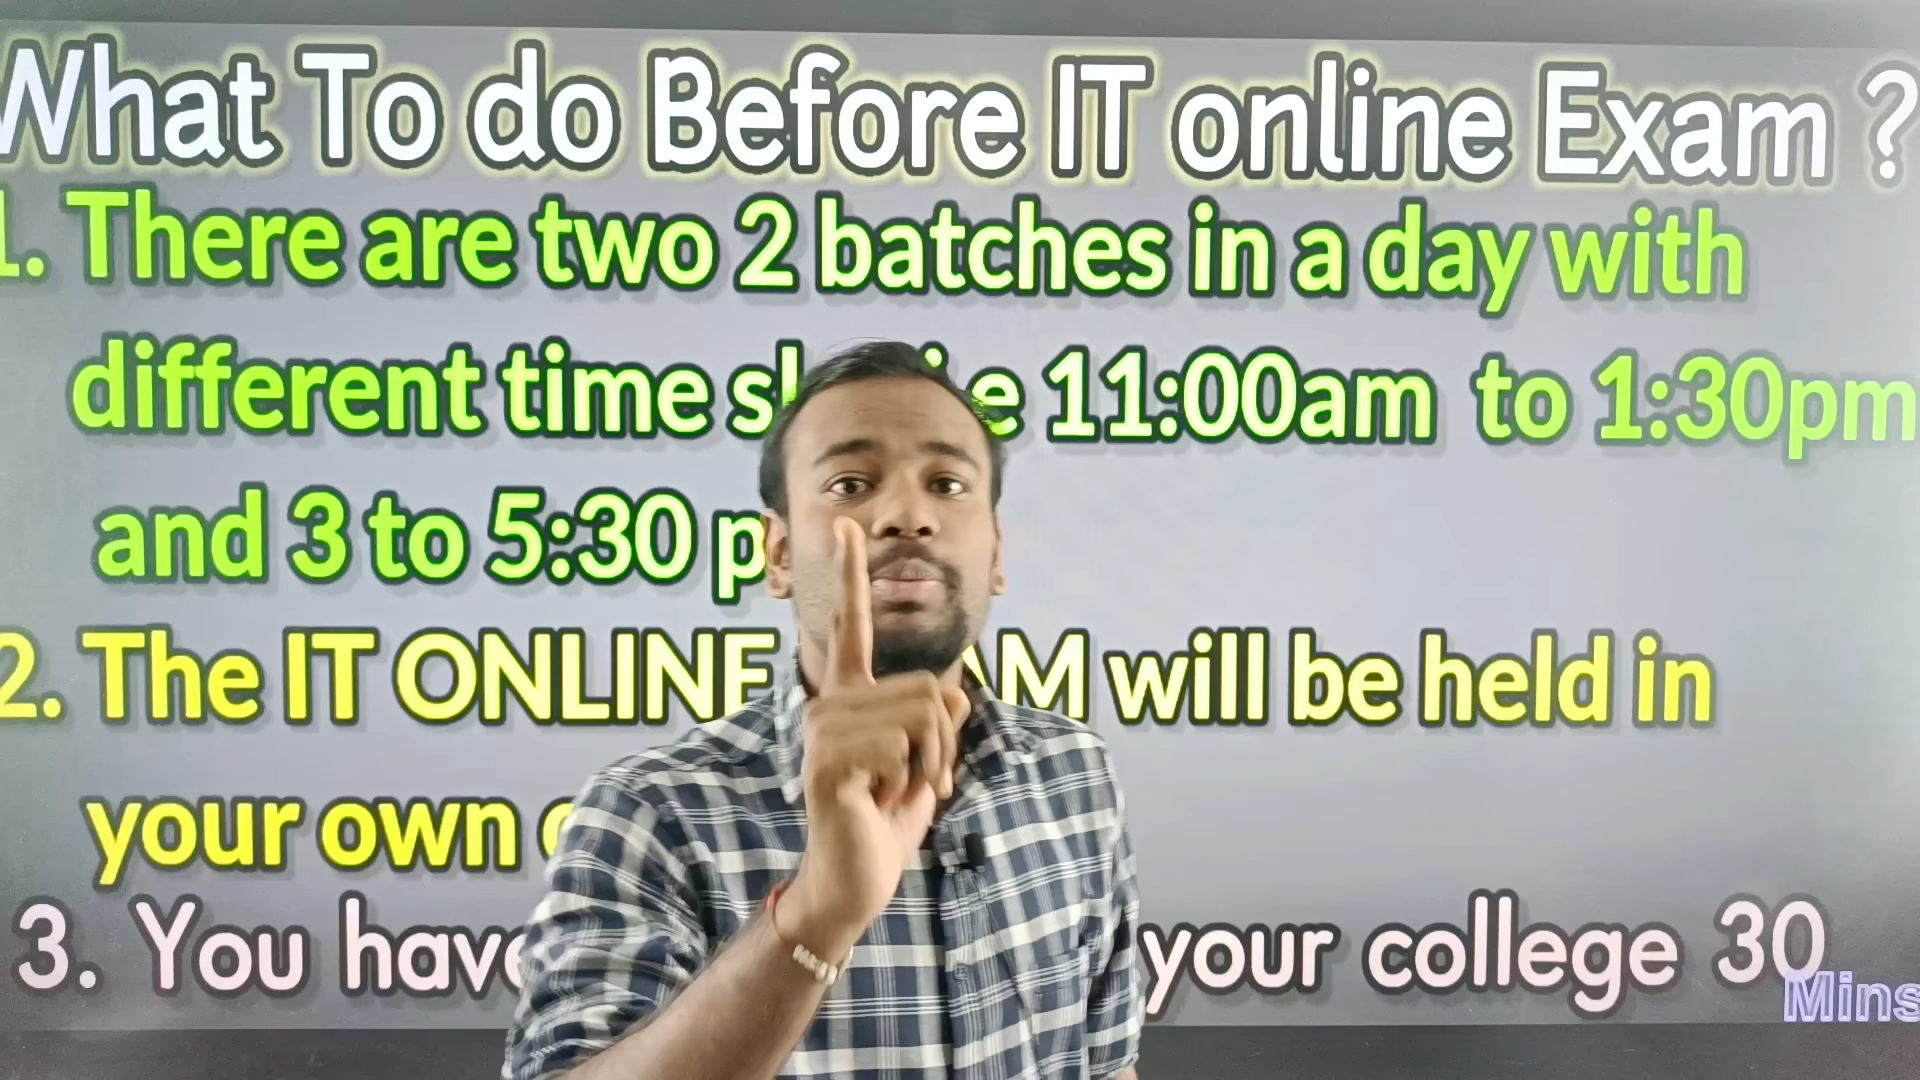 What To do Before IT online Exam ?
1. There are two 2 batches in a day with
different time 11:00am to 1:30pm
and 3 to 5:30
2. The IT ONLINE will be held in
your own
3. You have your college 30
Mins